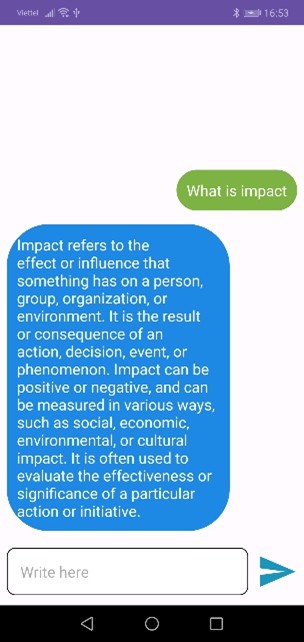 Viettel 16:53
What is impact
Impact refers to the
effect or influence that
something has on a person,
group, organization, or
environment. It is the result
or consequence of an
action, decision, event, or
phenomenon. Impact can be
positive or negative, and can
be measured in various ways,
such as social, economic,
environmental, or cultural
impact. It is often used to
evaluate the effectiveness or
significance of a particular
action or initiative.
Write here